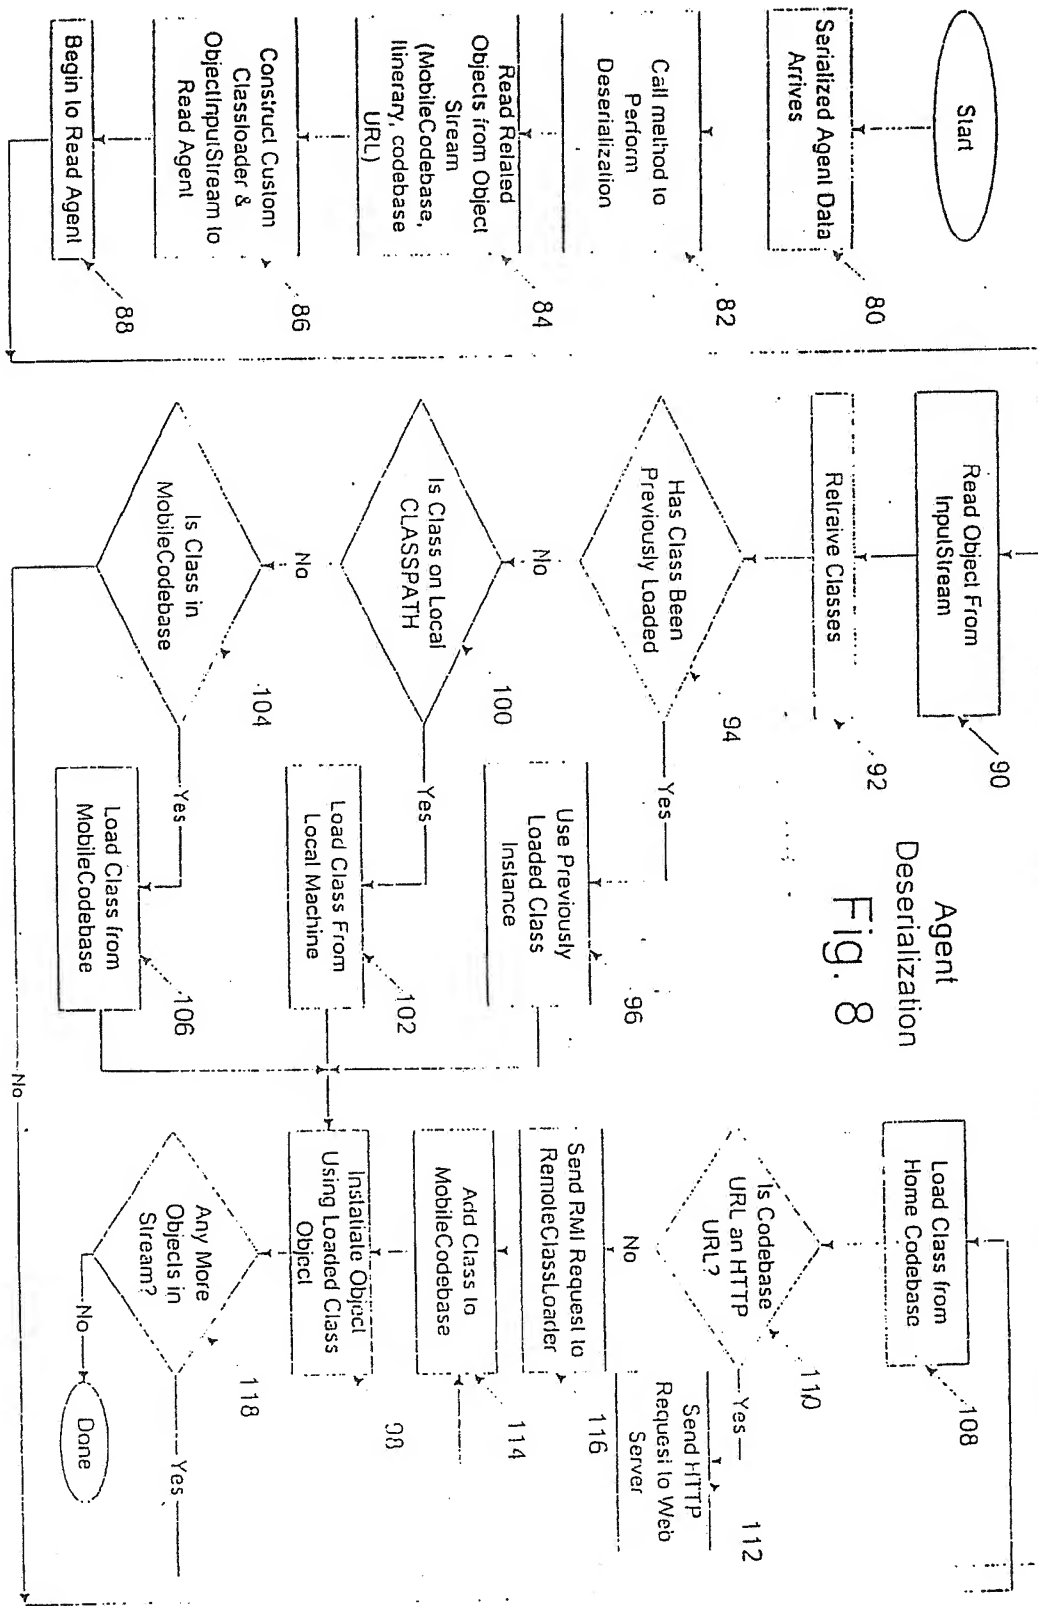 Start
Serialized Agent Data
Arrives
80
Call method to
Perform
Deserialization
82
Read Related
Objects from Object
Stream
(MobileCodebase,
Itinerary, codebase
URL)
84
Construct Custom
Classloader &
ObjectInputStream to
Read Agent
86
Begin to Read Agent
88
Read Object From
InputStream
90
Retreive Classes
92
Has Class Been
Previously Loaded
94
Yes
No
Use Previously
Loaded Class
Instance
96
Is Class on Local
CLASSPATH
100
Yes
No
Load Class From
Local Machine
102
Is Class in
MobileCodebase
104
Yes
No
Load Class from
MobileCodebase
106
Agent
Deserialization
Fig. 8
Load Class from
Home Codebase
108
Is Codebase
URL an HTTP
URL?
110
Yes
No
Send HTTP
Request to Web
Server
112
Send RMI Request to
RemoteClassLoader
116
Add Class to
MobileCodebase
114
Instatiate Object
Using Loaded Class
Object
98
Any More
Objects in
Stream?
118
Yes
No
Done